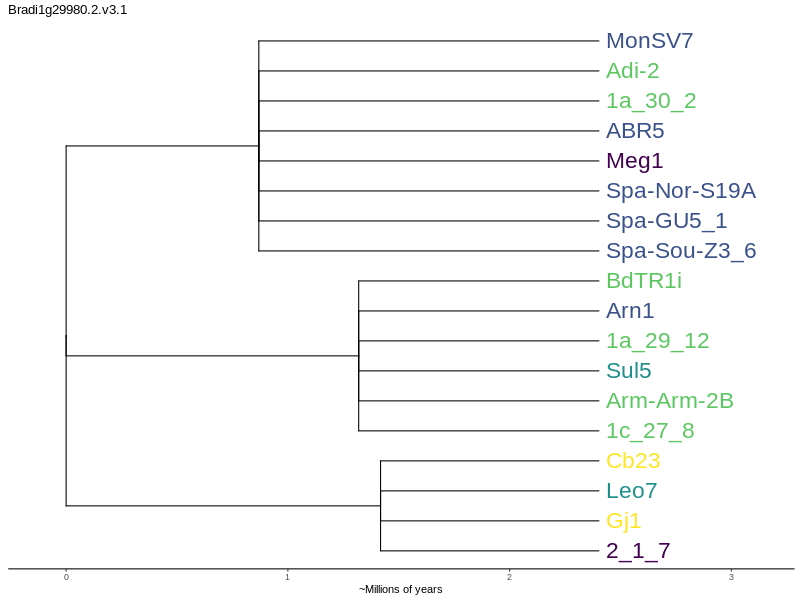 Bradi1g29980.2.v3.1
MonSV7
Adi-2
1a_30_2
ABR5
Meg1
Spa-Nor-S19A
Spa-GU5_1
Spa-Sou-Z3_6
BdTR1i
Arn1
1a_29_12
Sul5
Arm-Arm-2B
1c_27_8
Cb23
Leo7
Gj1
2_1_7
0 1 2 3
~Millions of years